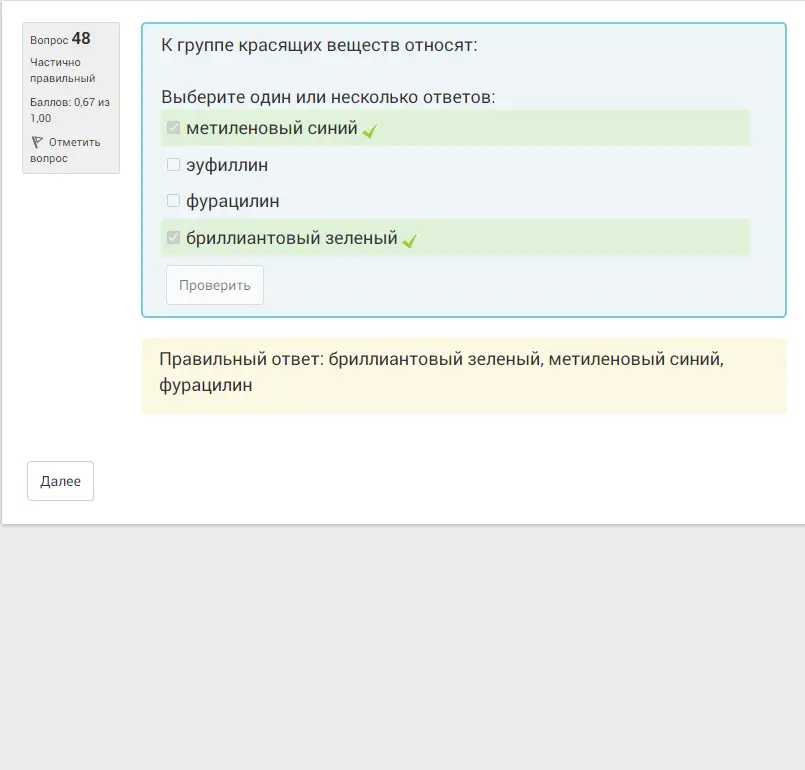 Вопрос 48
Частично
правильный
Баллов: 0,67 из
1,00
Отметить
вопрос
К группе красящих веществ относят:
Выберите один или несколько ответов:
метиленовый синий
эуфиллин
фурацилин
бриллиантовый зеленый
Проверить
Правильный ответ: бриллиантовый зеленый, метиленовый синий,
фурацилин
Далее